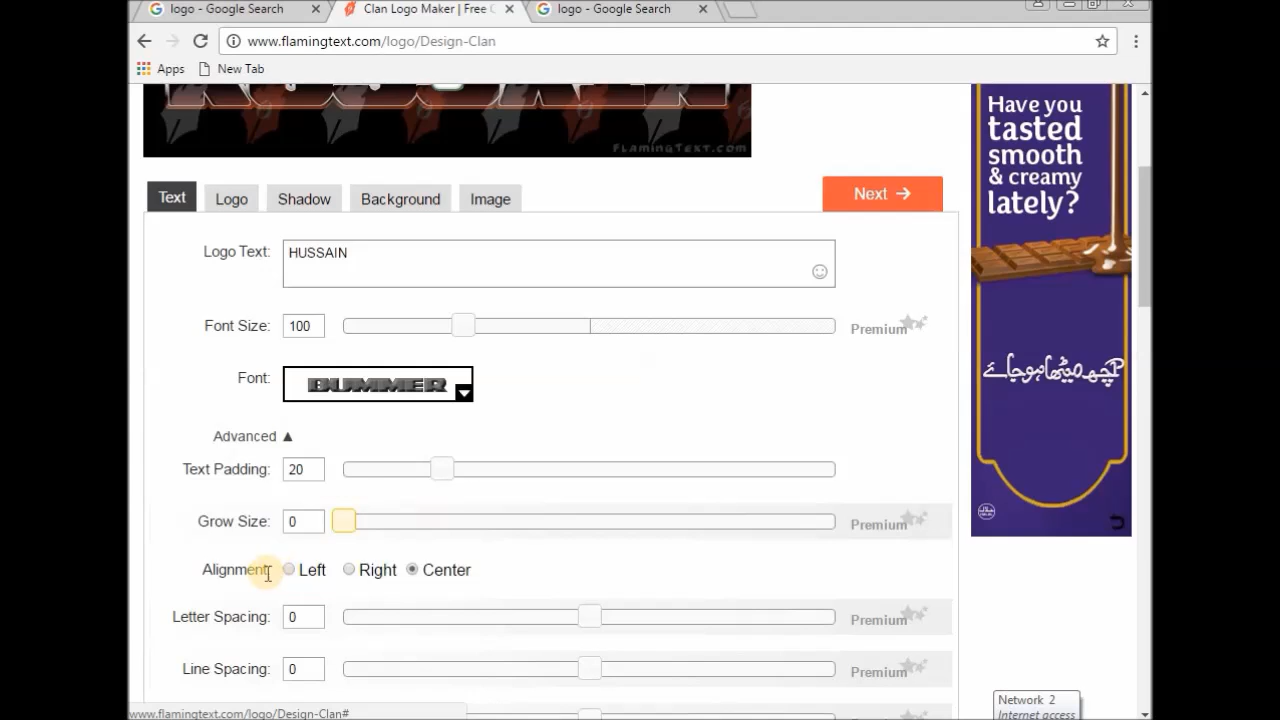 logo - Google Search
Clan Logo Maker | Free C
logo - Google Search
www.flamingtext.com/logo/Design-Clan
Apps
New Tab
FlamingText.com
Text
Logo
Shadow
Background
Image
Next →
Logo Text:
HUSSAIN
Font Size:
100
Premium
Font:
BUMMER
Advanced ▲
Text Padding:
20
Grow Size:
0
Premium
Alignment:
Left
Right
Center
Letter Spacing:
0
Premium
Line Spacing:
0
Premium
www.flamingtext.com/logo/Design-Clan#
Have you
tasted
smooth
& creamy
lately?
کچھ میٹھا ہو جائے
Network 2
Internet access